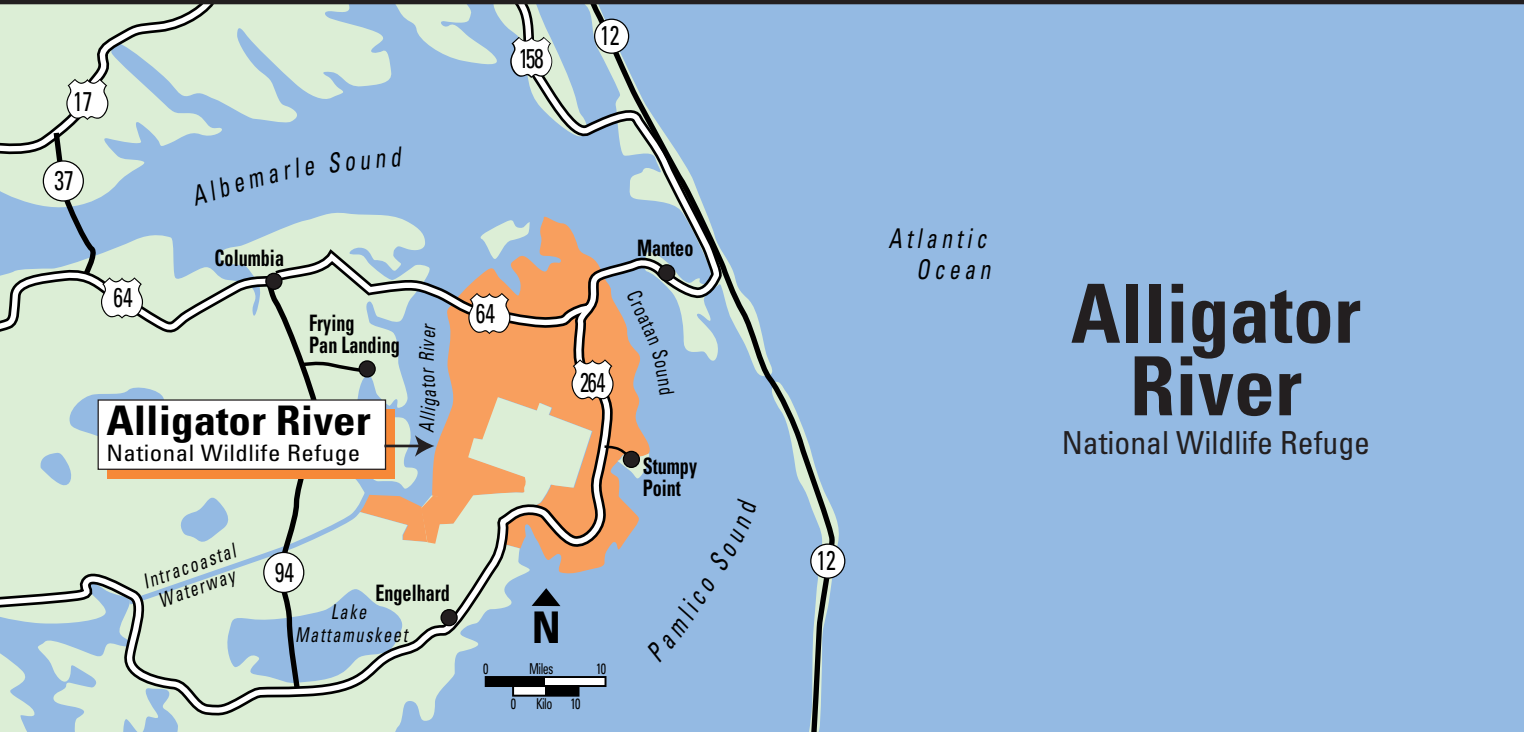 12
158
17
37
Albemarle Sound
Atlantic
Ocean
Columbia
Manteo
64
64
Croatan Sound
Frying
Pan Landing
Alligator River
264
Alligator River
National Wildlife Refuge
Alligator
River
National Wildlife Refuge
Stumpy
Point
Pamlico Sound
Intracoastal
Waterway
94
12
Engelhard
Lake
Mattamuskeet
N
0 Miles 10
0 Kilo 10